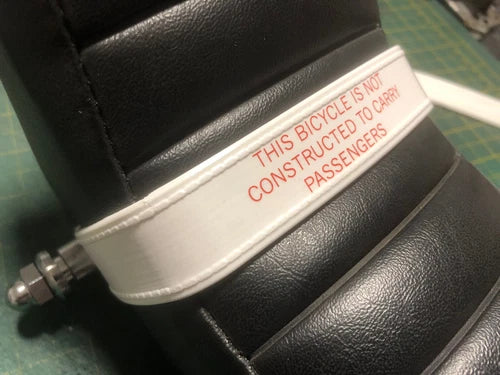 THIS BICYCLE IS NOT
CONSTRUCTED TO CARRY
PASSENGERS